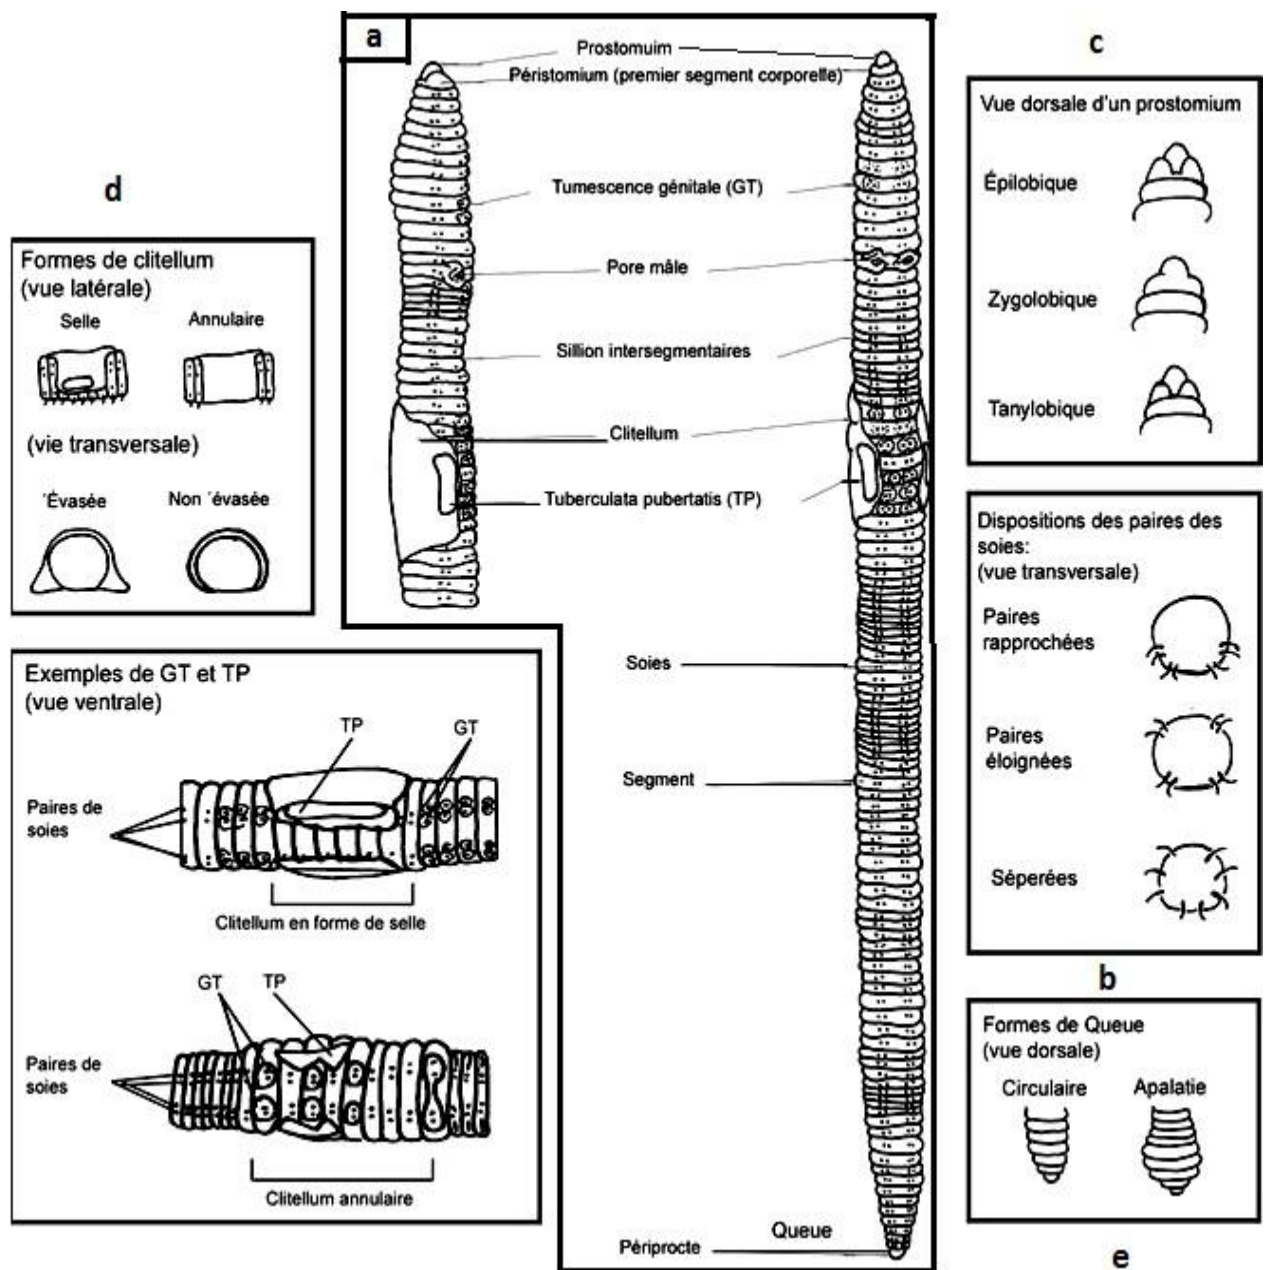 a
Prostomuim
Péristomium (premier segment corporelle)
Tumescence génitale (GT)
Pore mâle
Sillion intersegmentaires
Clitellum
Tuberculata pubertatis (TP)
Soies
Segment
Queue
Périprocte
d
Formes de clitellum
(vue latérale)
Selle
Annulaire
(vie transversale)
'Évasée
Non 'évasée
Exemples de GT et TP
(vue ventrale)
TP
GT
Paires de
soies
Clitellum en forme de selle
GT
TP
Paires de
soies
Clitellum annulaire
c
Vue dorsale d'un prostomium
Épilobique
Zygolobique
Tanylobique
Dispositions des paires des
soies:
(vue transversale)
Paires
rapprochées
Paires
éloignées
Séperées
b
Formes de Queue
(vue dorsale)
Circulaire
Apalatie
e